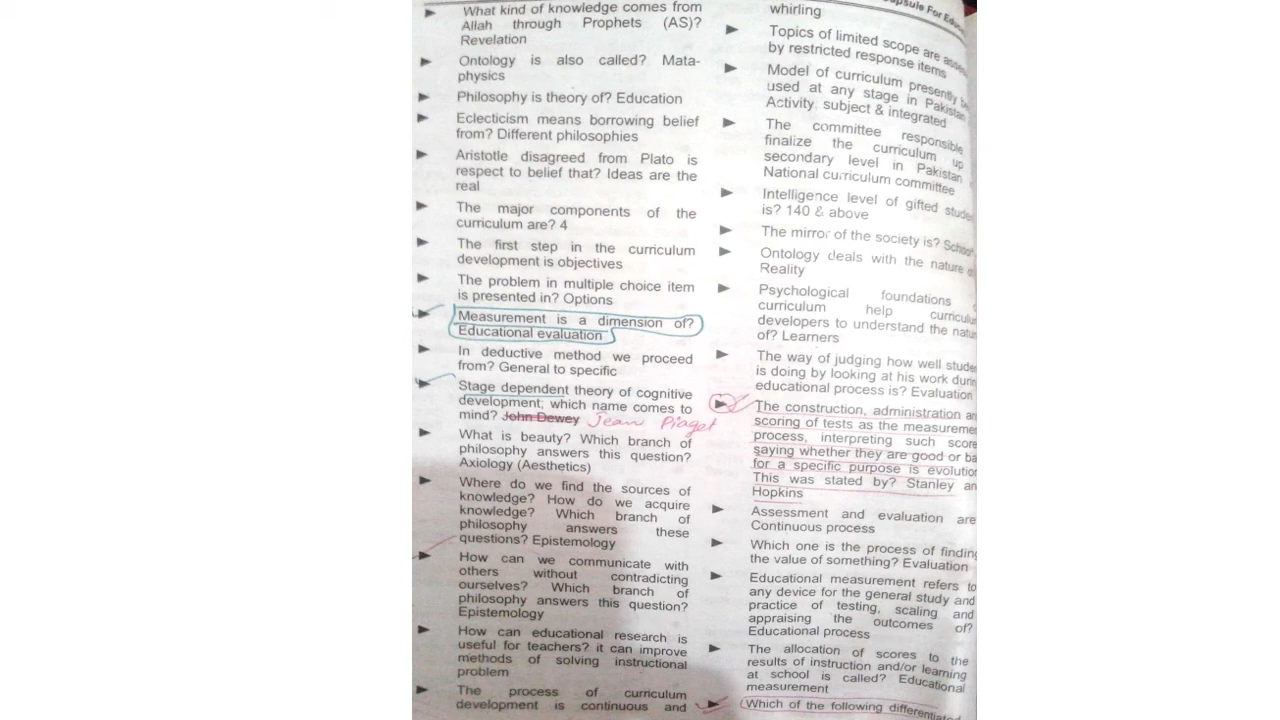 What kind of knowledge comes from
Allah through Prophets (AS)?
Revelation
Ontology is also called? Mata-
physics
Philosophy is theory of? Education
Eclecticism means borrowing belief
from? Different philosophies
Aristotle disagreed from Plato is
respect to belief that? Ideas are the
real
The major components of the
curriculum are? 4
The first step in the curriculum
development is objectives
The problem in multiple choice item
is presented in? Options
Measurement is a dimension of?
Educational evaluation
In deductive method we proceed
from? General to specific
Stage dependent theory of cognitive
development; which name comes to
mind? John Dewey Jean Piaget
What is beauty? Which branch of
philosophy answers this question?
Axiology (Aesthetics)
Where do we find the sources of
knowledge? How do we acquire
knowledge? Which branch of
philosophy answers these
questions? Epistemology
How can we communicate with
others without contradicting
ourselves? Which branch of
philosophy answers this question?
Epistemology
How can educational research is
useful for teachers? it can improve
methods of solving instructional
problem
The process of curriculum
development is continuous and
For
whirling
Topics of limited scope are
by restricted response items
Model of curriculum presently
used at any stage in Pakistan
Activity, subject & integrated
The committee responsible
finalize the curriculum up
secondary level in Pakistan
National curriculum committee
Intelligence level of gifted
is? 140 & above
The mirror of the society is? School
Ontology deals with the nature
Reality
Psychological foundations
curriculum help
developers to understand the
of? Learners
The way of judging how well
is doing by looking at his work
educational process is? Evaluation
The construction, administration
scoring of tests as the
process, interpreting such
saying whether they are good or
for a specific purpose is
This was stated by? Stanley
Hopkins
Assessment and evaluation are
Continuous process
Which one is the process of finding
the value of something? Evaluation
Educational measurement refers to
any device for the general study and
practice of testing, scaling and
appraising the outcomes of?
Educational process
The allocation of scores to the
results of instruction and/or learning
at school is called? Educational
measurement
Which of the following differentiated